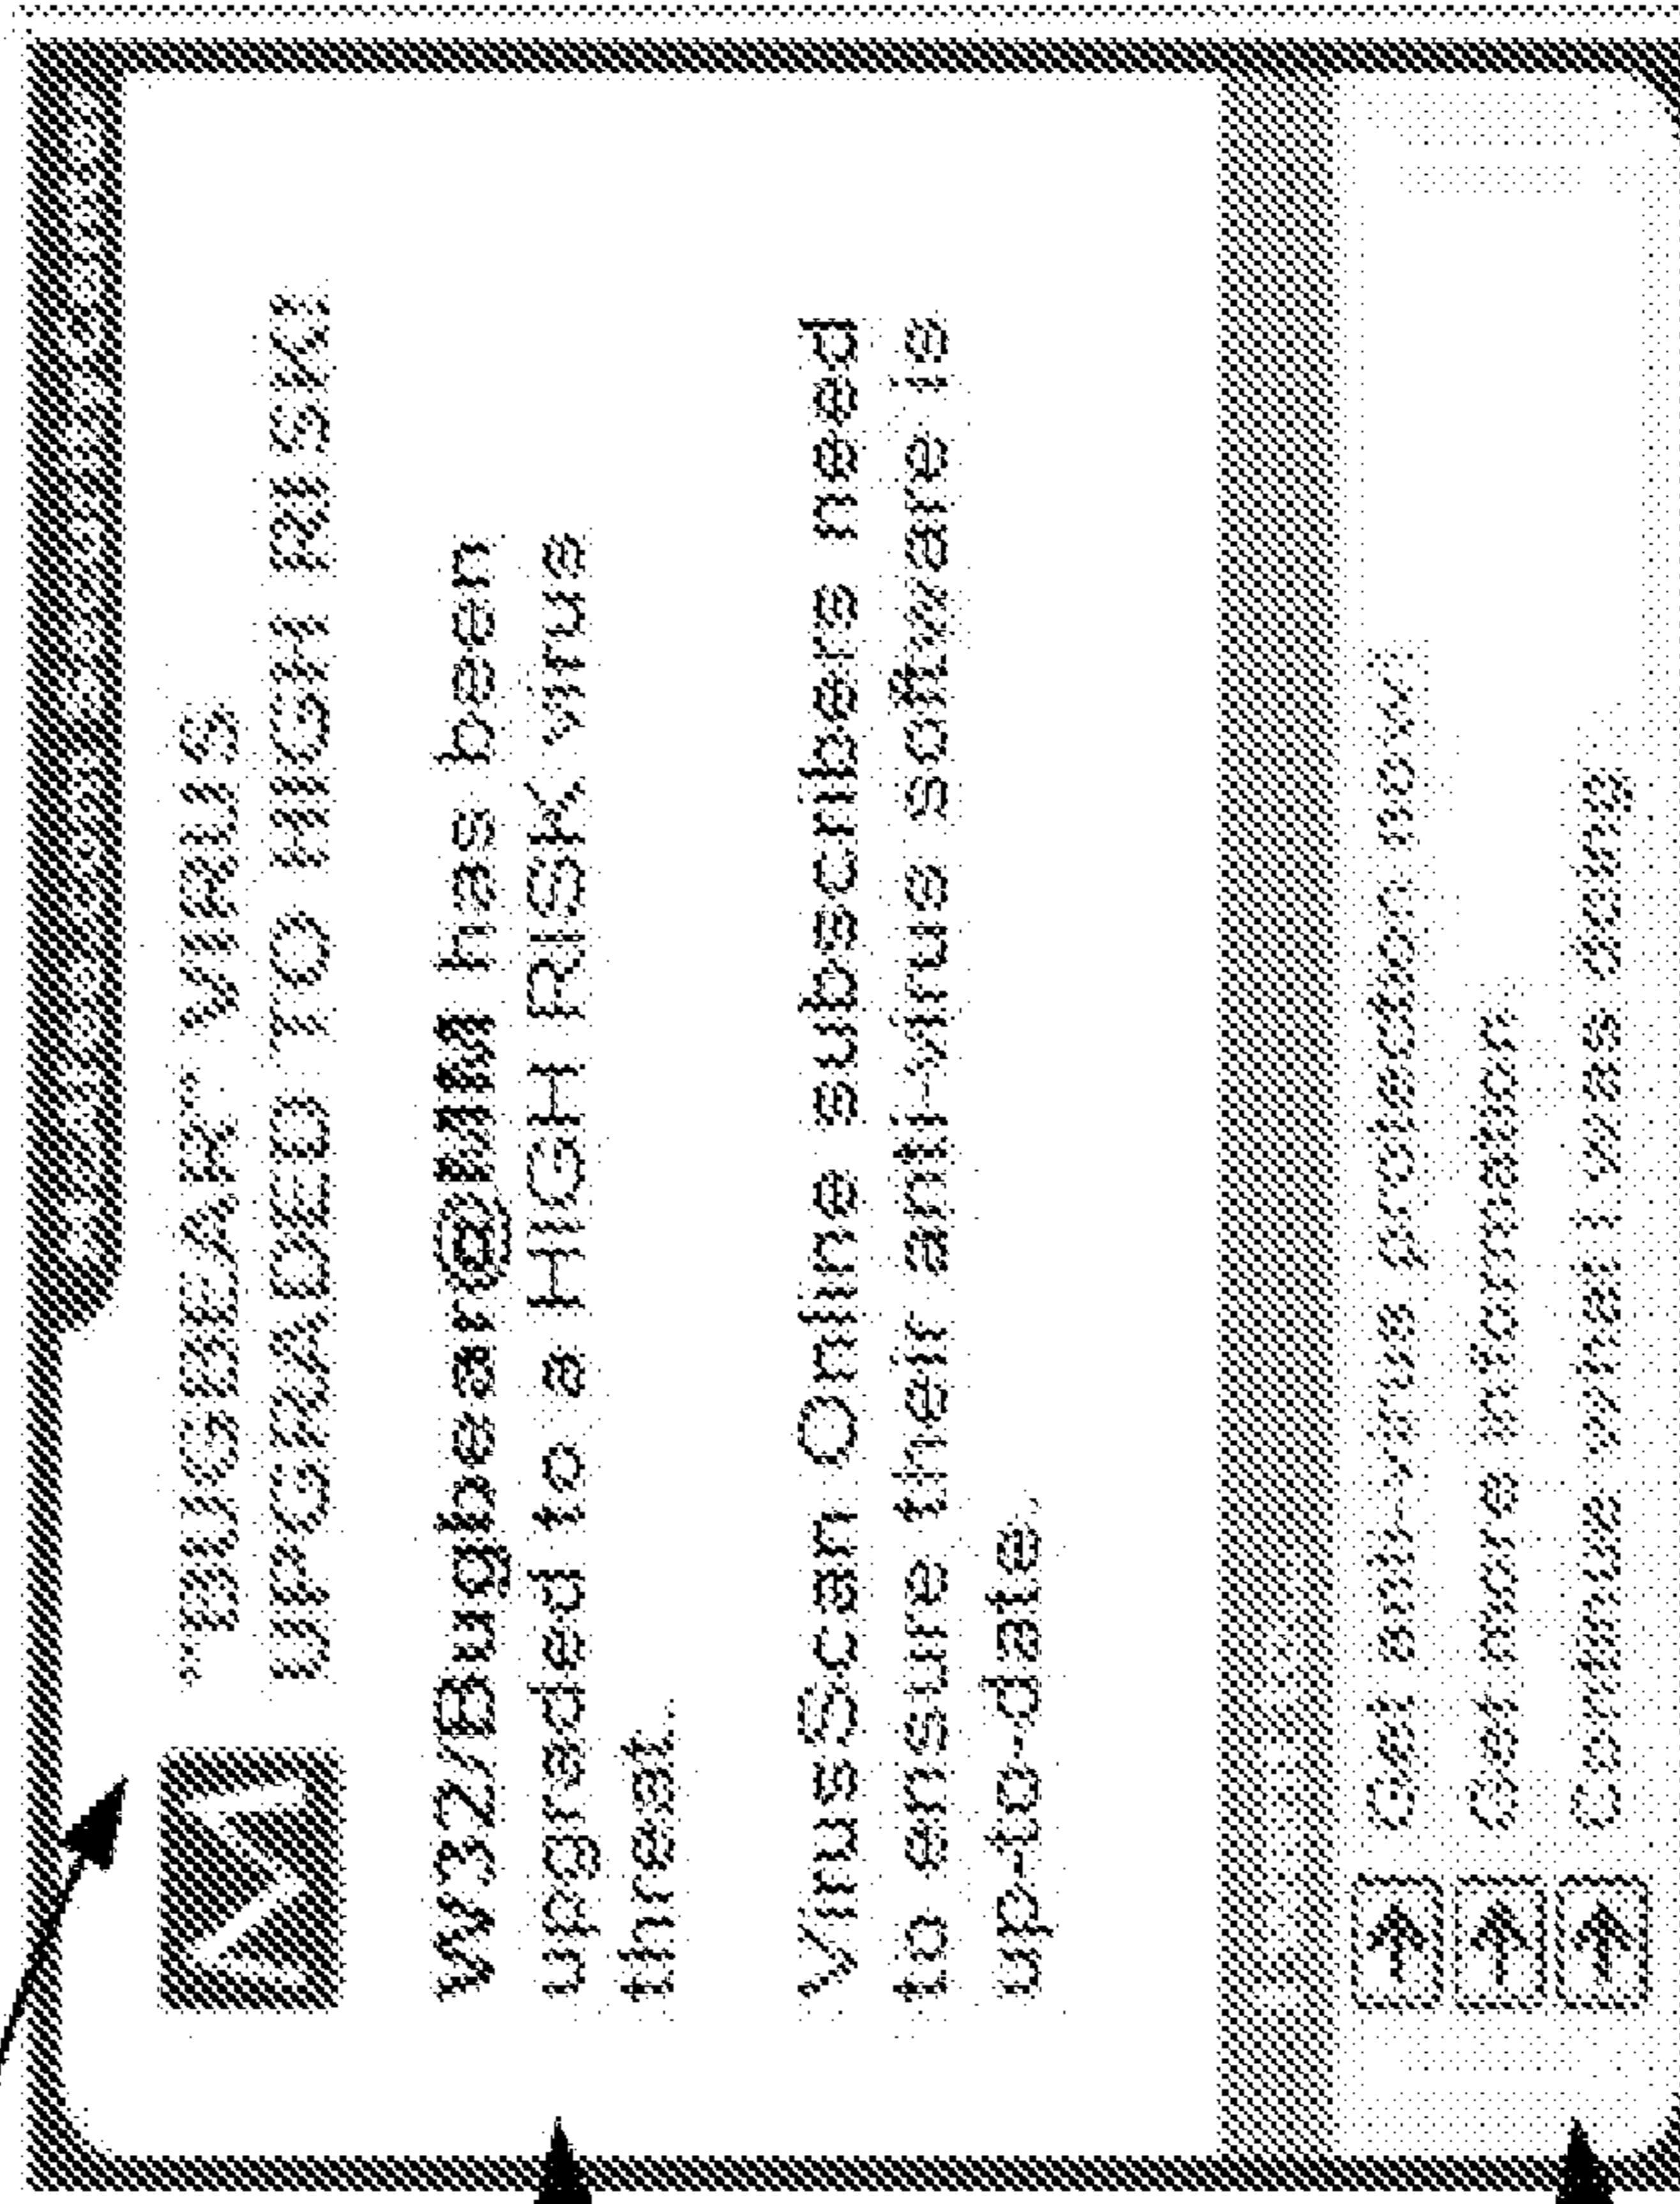 "BUGBEAR" VIRUS
UPGRADED TO HIGH RISK!
W32/Bugbear@MM has been
upgraded to a HIGH RISK virus
threat.
VirusScan Online subscribers need
to ensure their anti-virus software is
up-to-date.
Get anti-virus protection now!
Get more information
Continue what I was doing